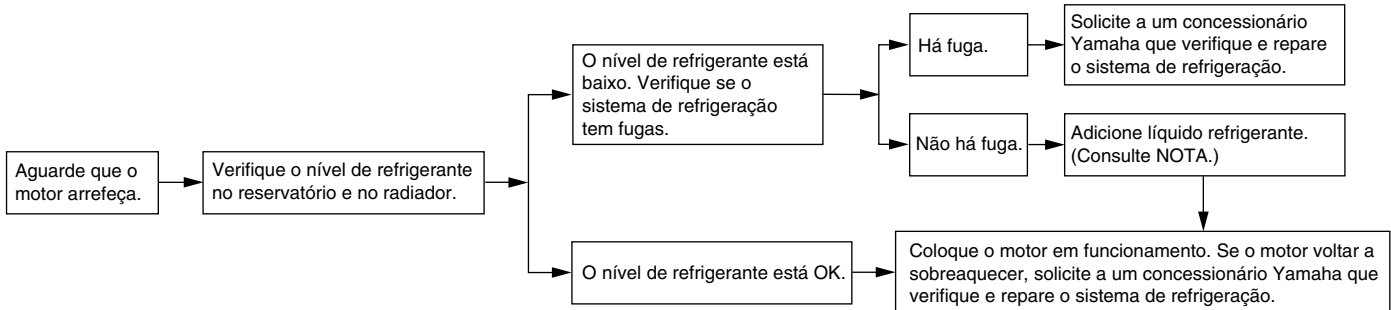 Aguarde que o
motor arrefeça.
Verifique o nível de refrigerante
no reservatório e no radiador.
O nível de refrigerante está
baixo. Verifique se o
sistema de refrigeração
tem fugas.
Há fuga.
Solicite a um concessionário
Yamaha que verifique e repare
o sistema de refrigeração.
Não há fuga.
Adicione líquido refrigerante.
(Consulte NOTA.)
O nível de refrigerante está OK.
Coloque o motor em funcionamento. Se o motor voltar a
sobreaquecer, solicite a um concessionário Yamaha que
verifique e repare o sistema de refrigeração.